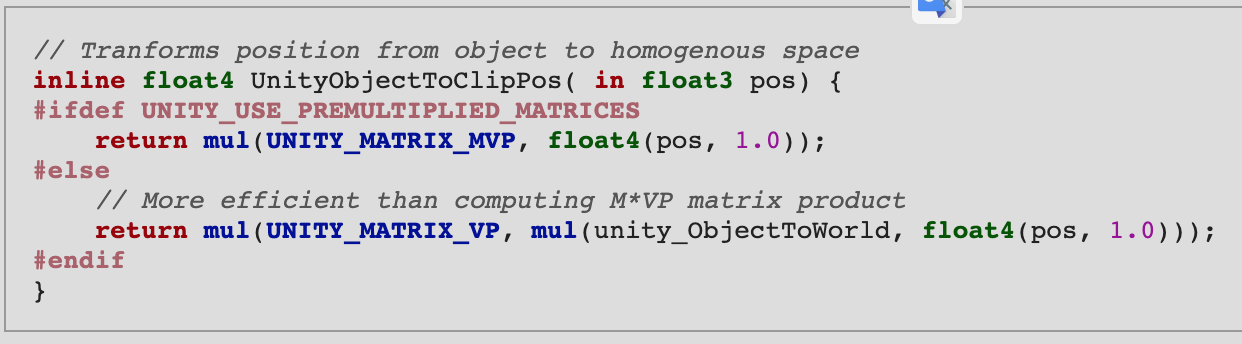 // Tranforms position from object to homogenous space
inline float4 UnityObjectToClipPos( in float3 pos) {
#ifdef UNITY_USE_PREMULTIPLIED_MATRICES
    return mul(UNITY_MATRIX_MVP, float4(pos, 1.0));
#else
    // More efficient than computing M*VP matrix product
    return mul(UNITY_MATRIX_VP, mul(unity_ObjectToWorld, float4(pos, 1.0)));
#endif
}